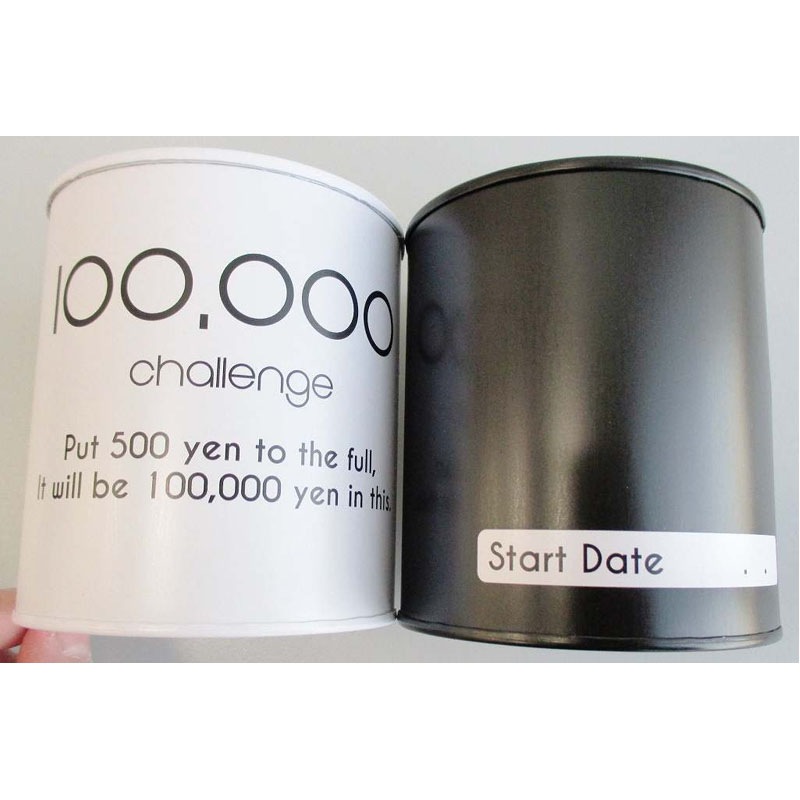 100,000
challenge
Put 500 yen to the full,
It will be 100,000 yen in this.
Start Date . .